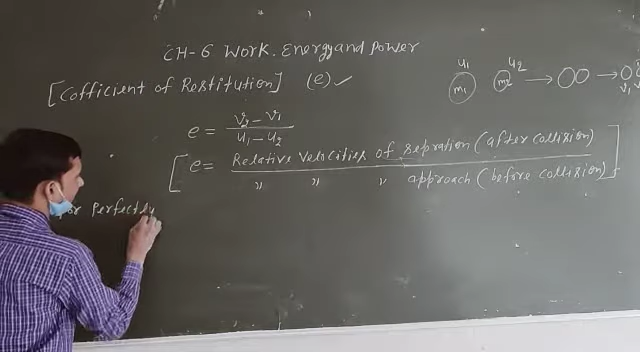 CH-6 Work. Energy and Power
[Cofficient of Restitution] (e) ✓
u1 u2
m1 m2 → →
v1
e = v2 - v1 / u1 - u2
[e = Relative velocities of sepration (after collision)
" " " approach (before collision)]
For Perfectly